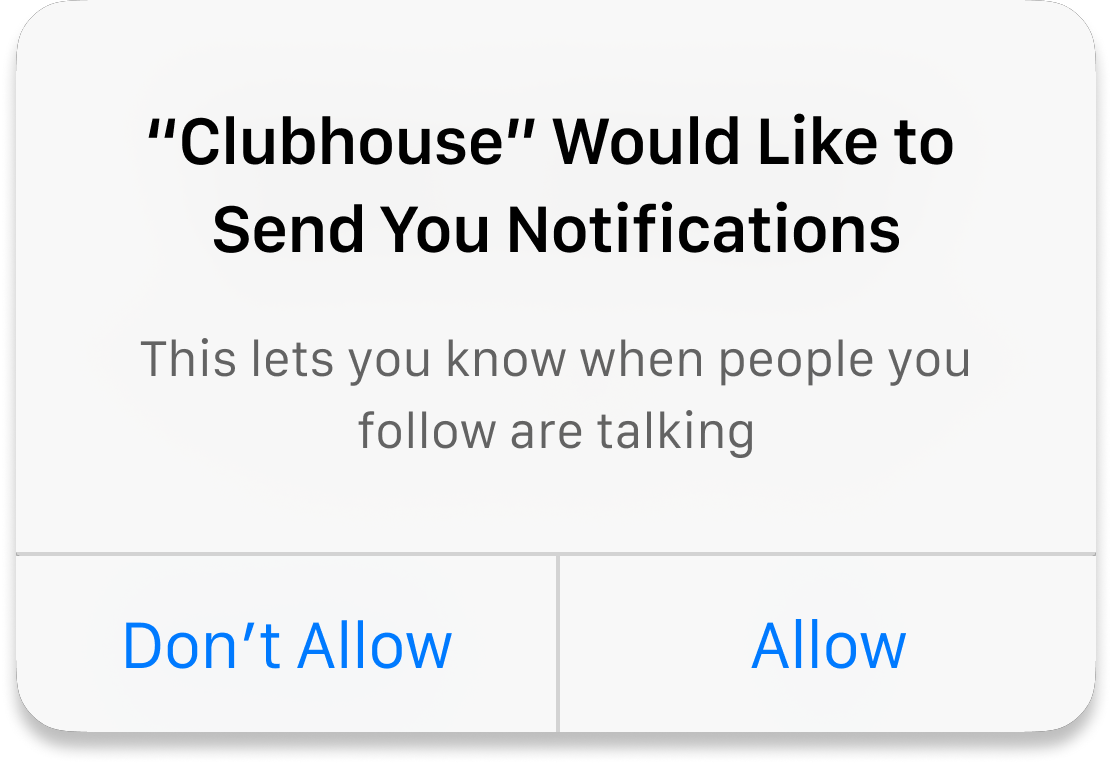 “Clubhouse” Would Like to
Send You Notifications
This lets you know when people you
follow are talking
Don’t Allow
Allow